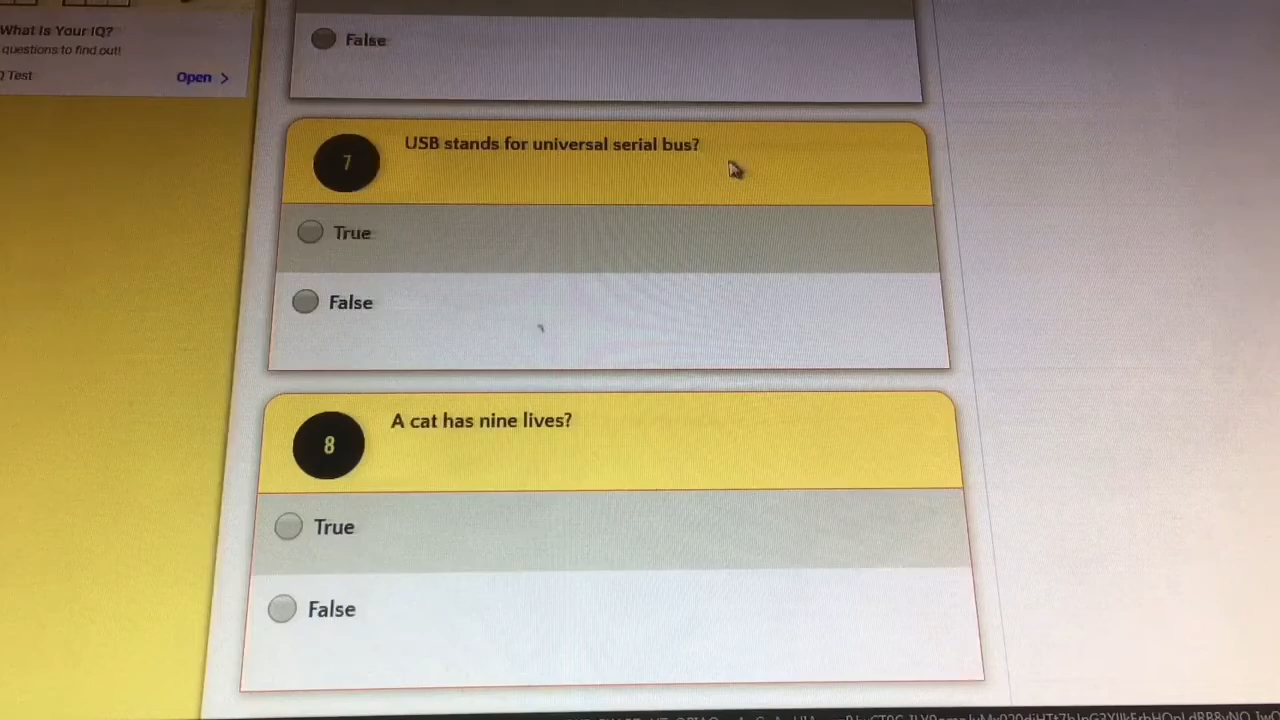 What Is Your IQ?
questions to find out!
Q Test
Open >
False
7
USB stands for universal serial bus?
True
False
8
A cat has nine lives?
True
False